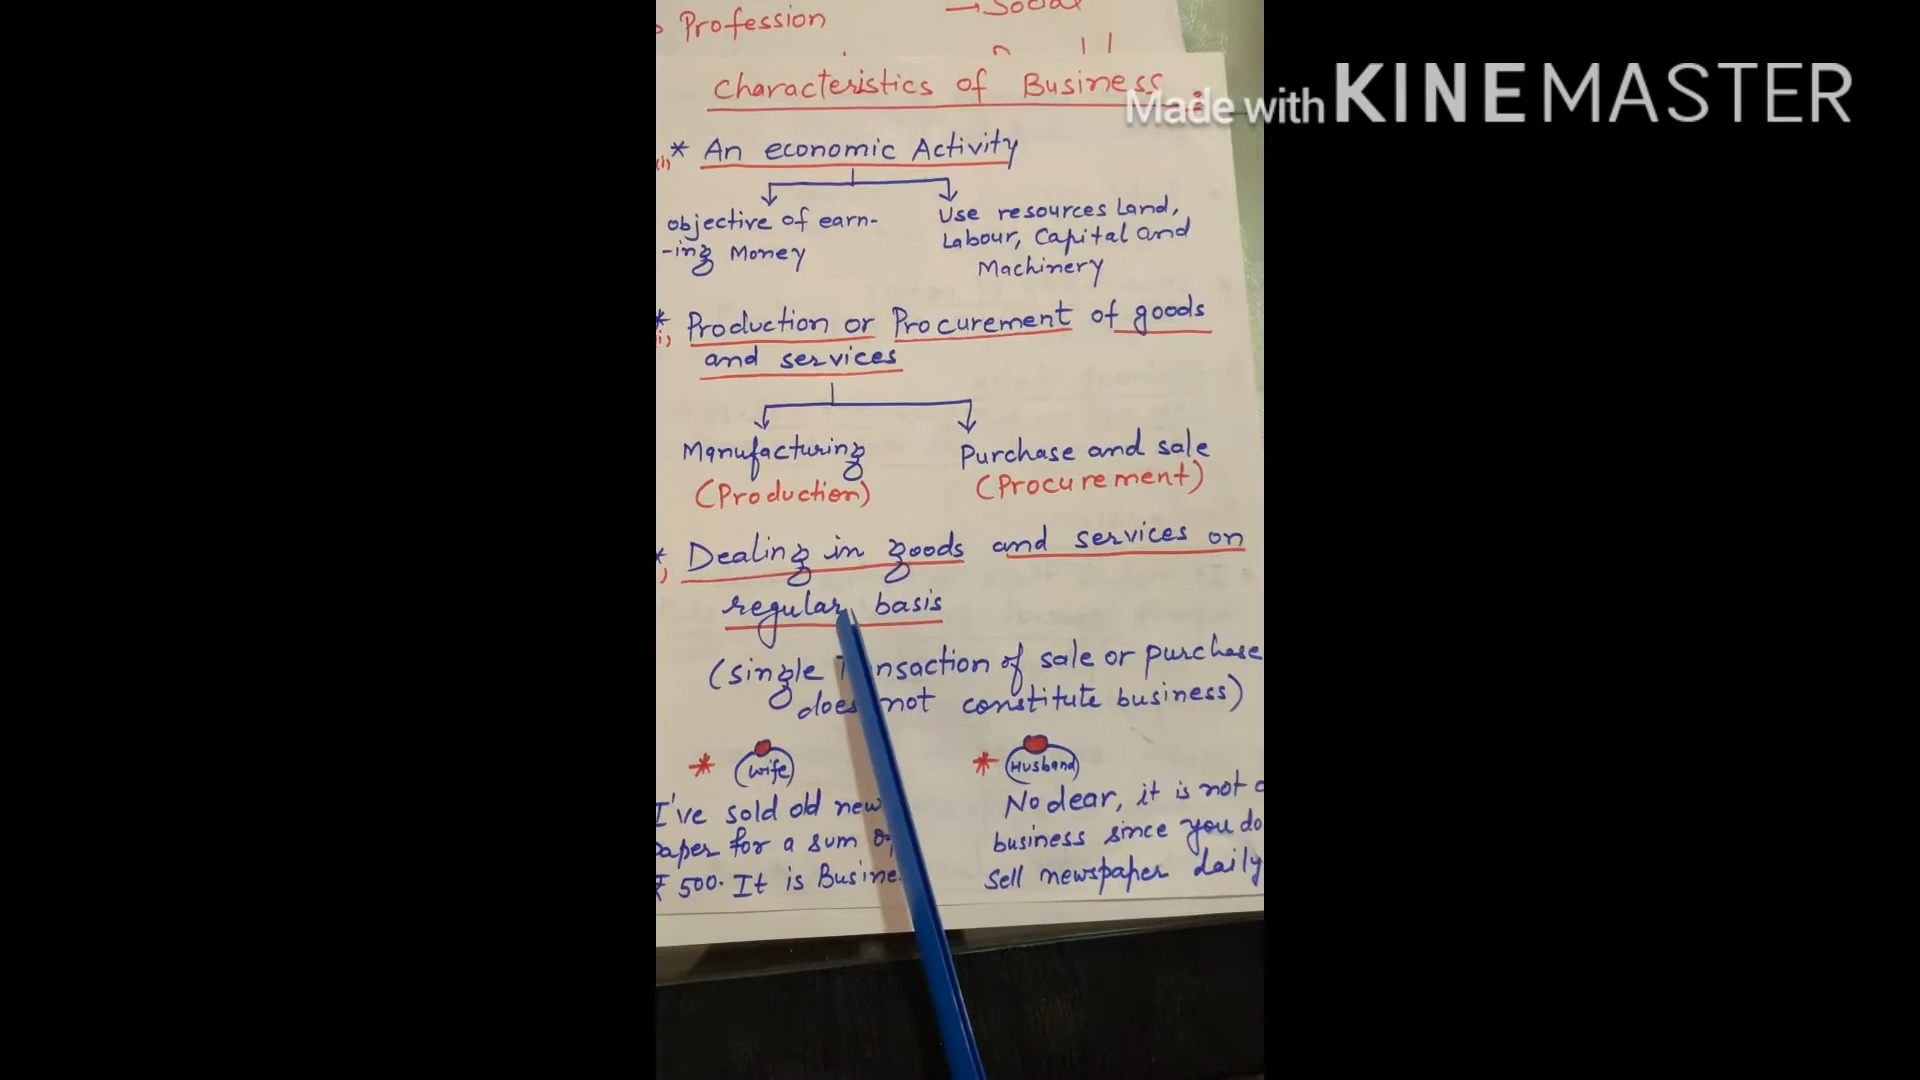 Profession
→ Social
Characteristics of Business :
Made with KINEMASTER
(i) * An economic Activity
objective of earn-
-ing Money
Use resources Land,
Labour, Capital and
Machinery
* Production or Procurement of goods
and services
Manufacturing
(Production)
Purchase and sale
(Procurement)
* Dealing in goods and services on
regular basis
(single transaction of sale or purchase
does not constitute business)
* Wife
I've sold old new
paper for a sum
₹ 500. It is Busine
* Husband
No dear, it is not
business since you do
sell newspaper daily